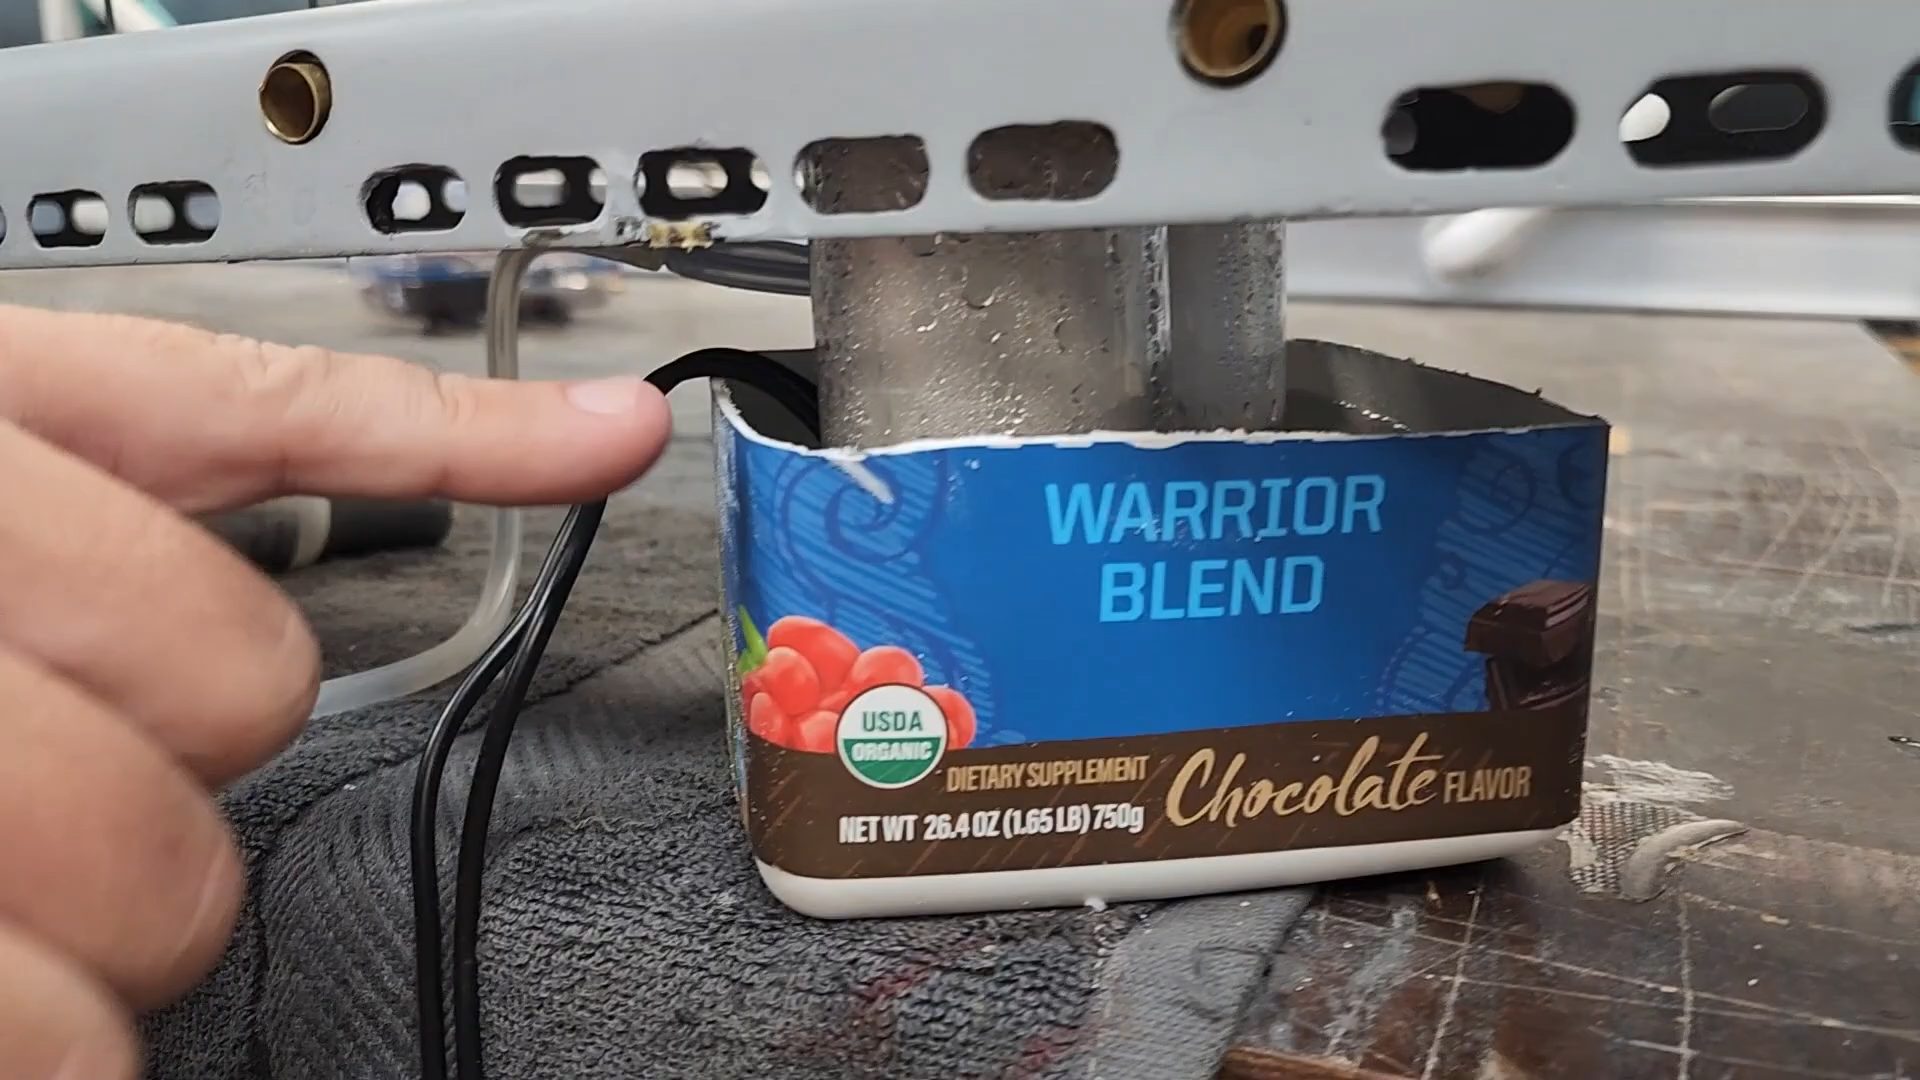 WARRIOR
BLEND
USDA
ORGANIC
DIETARY SUPPLEMENT
NET WT 26.4 OZ (1.65 LB) 750g
Chocolate FLAVOR